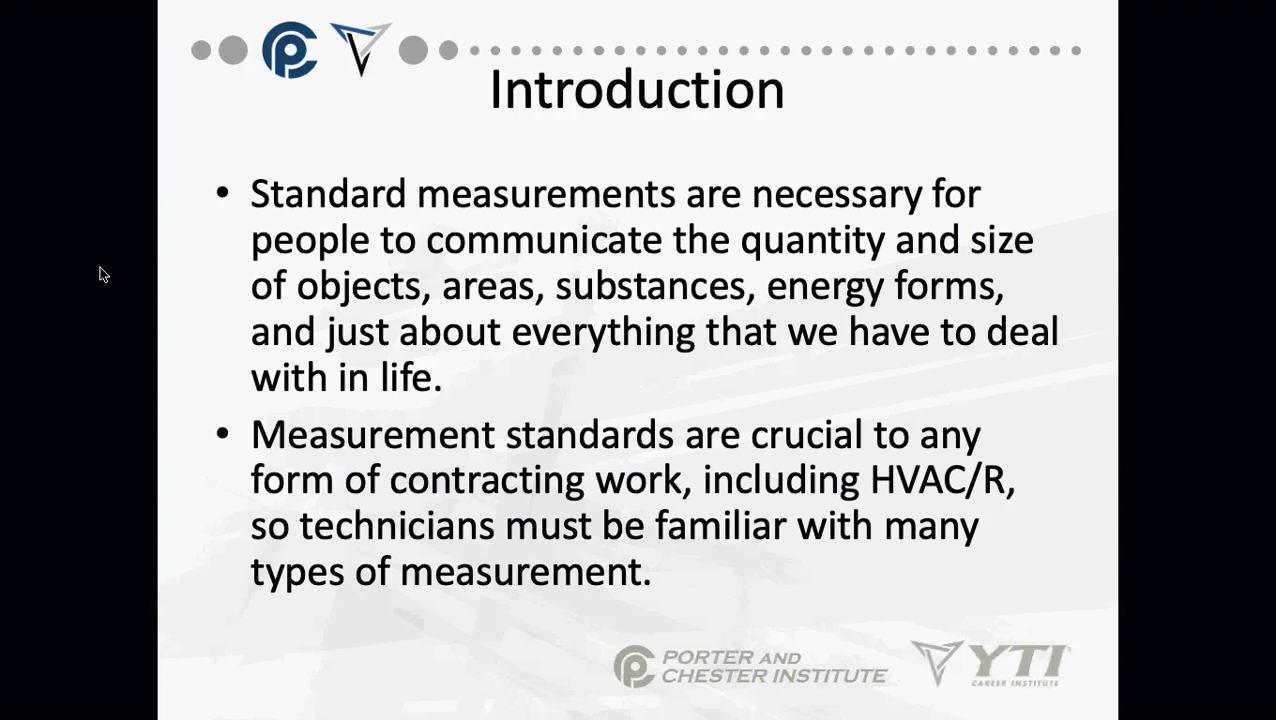 Introduction
• Standard measurements are necessary for
people to communicate the quantity and size
of objects, areas, substances, energy forms,
and just about everything that we have to deal
with in life.
• Measurement standards are crucial to any
form of contracting work, including HVAC/R,
so technicians must be familiar with many
types of measurement.
PORTER AND
CHESTER INSTITUTE
YTI
CAREER INSTITUTE